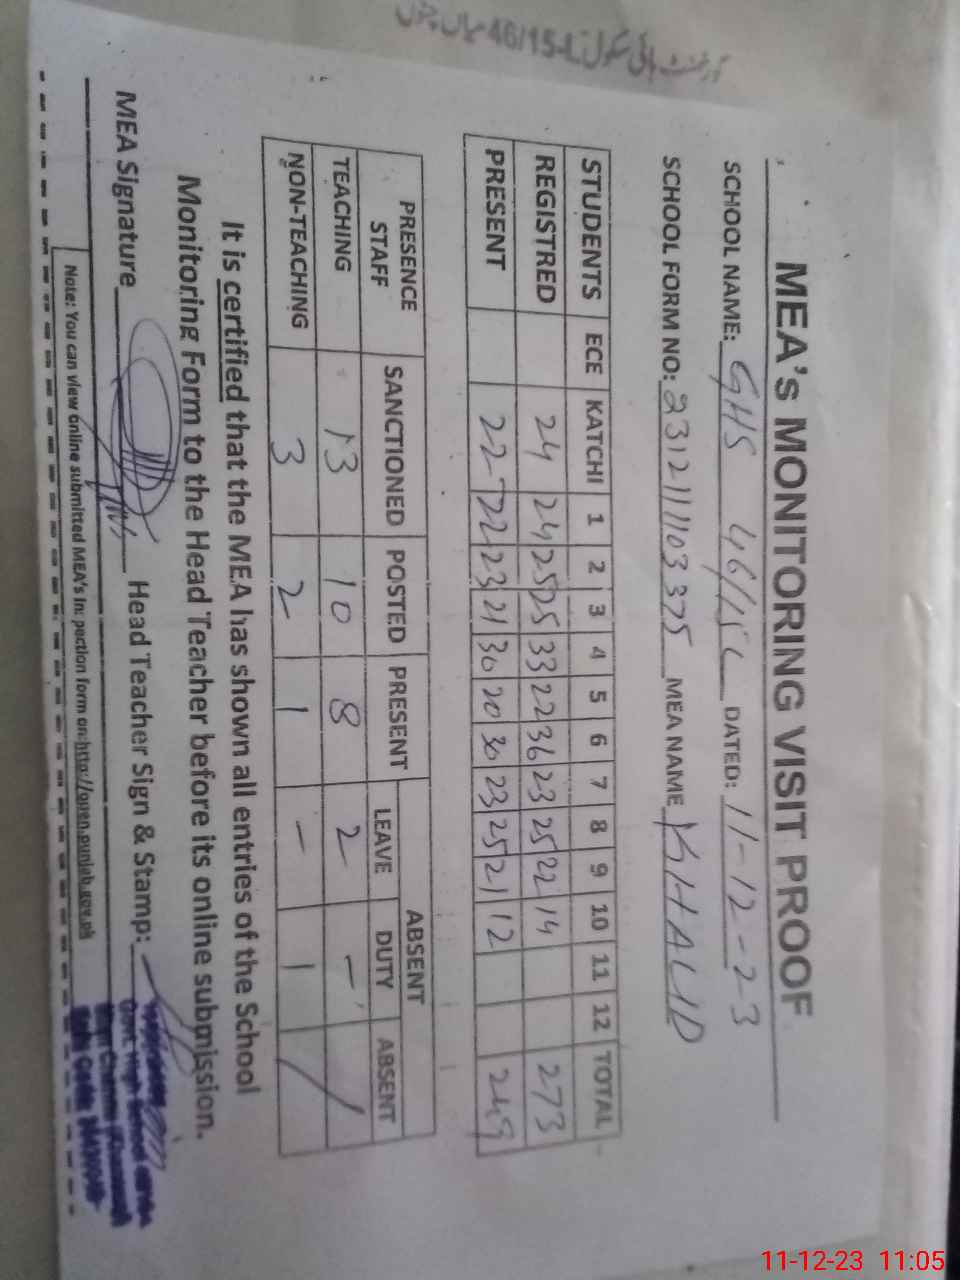 گورنمنٹ ہائی سکول 46/15-L میاں چنوں
MEA's MONITORING VISIT PROOF
SCHOOL NAME: GHS 46/15L DATED: 11-12-23
SCHOOL FORM NO: 231211103375 MEA NAME KHALID
STUDENTS ECE KATCHI 1 2 3 4 5 6 7 8 9 10 11 12 TOTAL
REGISTRED 24 24 25 25 33 22 36 23 25 22 14 273
PRESENT 22 22 23 21 30 20 30 23 25 21 12 249
PRESENCE STAFF SANCTIONED POSTED PRESENT ABSENT
LEAVE DUTY ABSENT
TEACHING 13 10 8 2 -
NON-TEACHING 3 2 1 - 1 /
It is certified that the MEA has shown all entries of the School
Monitoring Form to the Head Teacher before its online submission.
MEA Signature Head Teacher Sign & Stamp:
Note: You can view online submitted MEA's In: pection form on:http://open.punjab.gov.pk
11-12-23 11:05